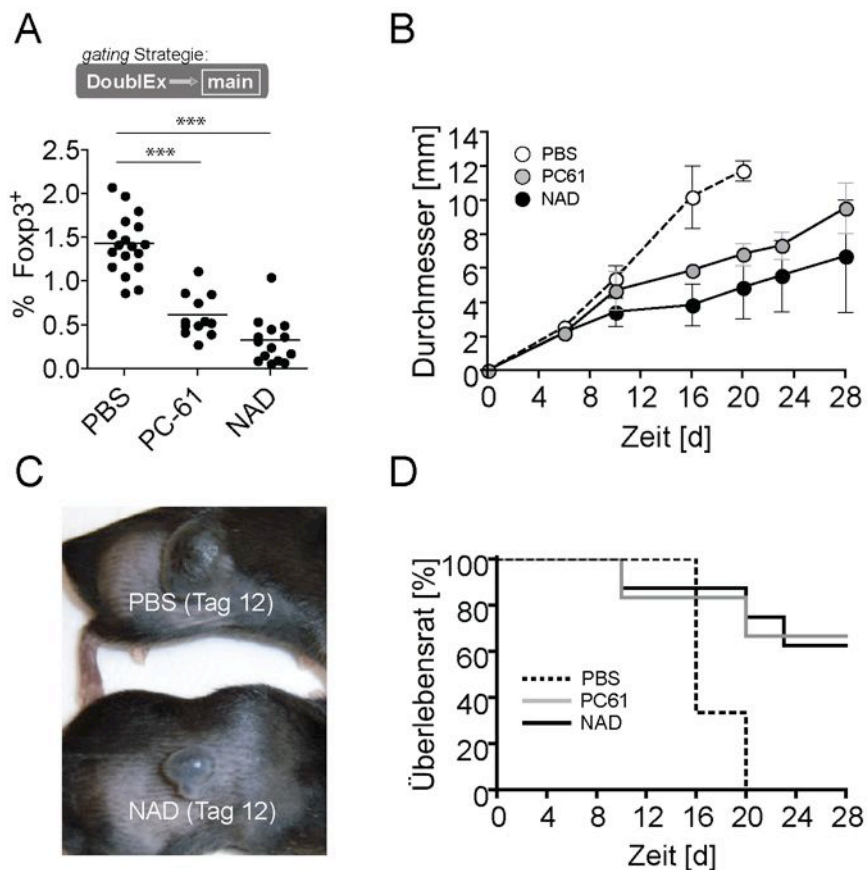 A
gating Strategie:
DoublEx main
***
***
2.5
2.0
1.5
1.0
0.5
0.0
% Foxp3+
PBS
PC-61
NAD
B
PBS
PC61
NAD
14
12
10
8
6
4
2
0
Durchmesser [mm]
0 4 8 12 16 20 24 28
Zeit [d]
C
PBS (Tag 12)
NAD (Tag 12)
D
100
80
60
40
20
0
Überlebensrat [%]
PBS
PC61
NAD
0 4 8 12 16 20 24 28
Zeit [d]